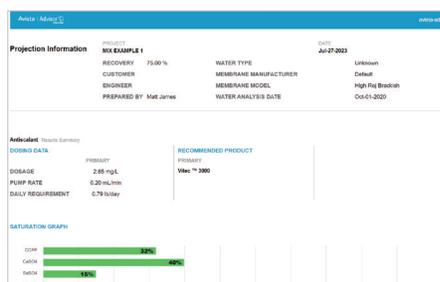 Avista | Advisor
Projection Information
PROJECT
MIX EXAMPLE 1
DATE
Jul-27-2023
RECOVERY 75.00 % WATER TYPE Unknown
CUSTOMER MEMBRANE MANUFACTURER Default
ENGINEER MEMBRANE MODEL High Rej Brackish
PREPARED BY Matt James WATER ANALYSIS DATE Oct-01-2020
Antiscalant Results Summary
DOSING DATA RECOMMENDED PRODUCT
PRIMARY PRIMARY
DOSAGE 2.65 mg/L Vitec ™ 3000
PUMP RATE 0.20 mL/min
DAILY REQUIREMENT 0.79 lb/day
SATURATION GRAPH
CCPP 32%
CaSO4 40%
BaSO4 15%